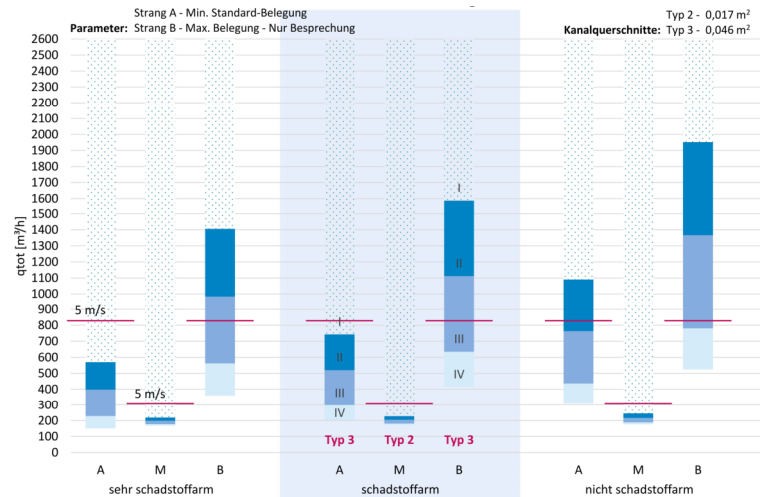 Strang A - Min. Standard-Belegung
Parameter: Strang B - Max. Belegung - Nur Besprechung
Typ 2 - 0,017 m²
Kanalquerschnitte: Typ 3 - 0,046 m²
qtot [m³/h]
2600
2500
2400
2300
2200
2100
2000
1900
1800
1700
1600
1500
1400
1300
1200
1100
1000
900
800
700
600
500
400
300
200
100
0
5 m/s
5 m/s
I
II
III
IV
I
II
III
IV
Typ 3 Typ 2 Typ 3
A M B A M B A M B
sehr schadstoffarm schadstoffarm nicht schadstoffarm